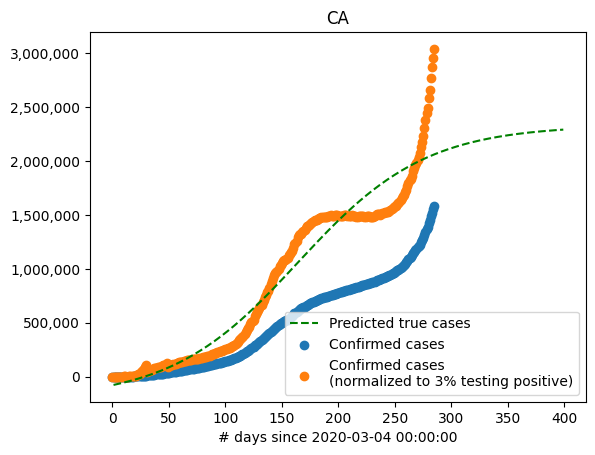 CA
3,000,000
2,500,000
2,000,000
1,500,000
1,000,000
500,000
0
Predicted true cases
Confirmed cases
Confirmed cases
(normalized to 3% testing positive)
0 50 100 150 200 250 300 350 400
# days since 2020-03-04 00:00:00